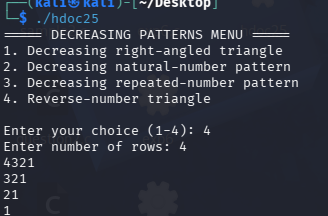 (kali㉿kali)-[~/Desktop]
$ ./hdoc25
===== DECREASING PATTERNS MENU =====
1. Decreasing right-angled triangle
2. Decreasing natural-number pattern
3. Decreasing repeated-number pattern
4. Reverse-number triangle
Enter your choice (1-4): 4
Enter number of rows: 4
4321
321
21
1